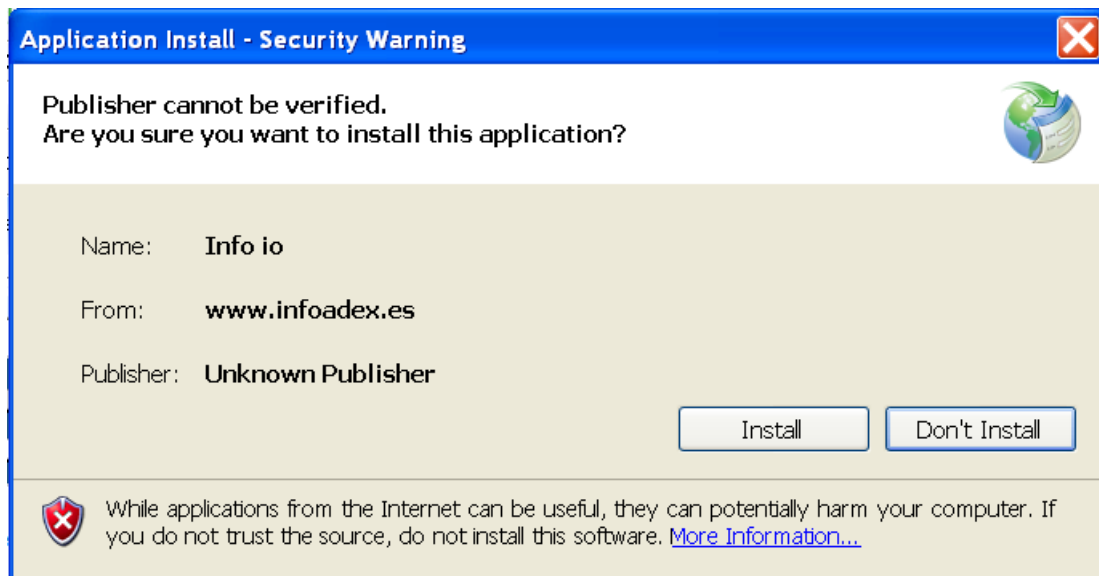 Application Install - Security Warning
Publisher cannot be verified.
Are you sure you want to install this application?
Name: Info io
From: www.infoadex.es
Publisher: Unknown Publisher
Install Don't Install
While applications from the Internet can be useful, they can potentially harm your computer. If
you do not trust the source, do not install this software. More Information...